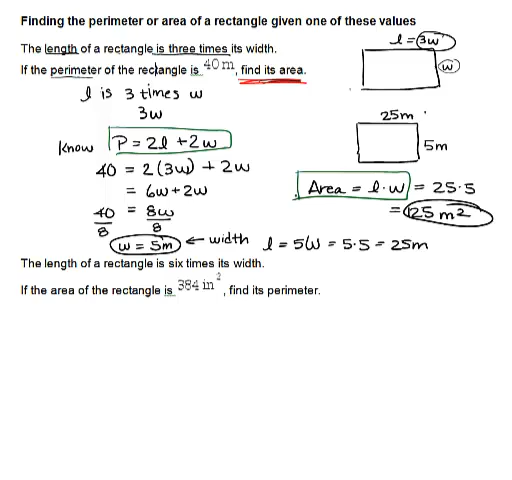 Finding the perimeter or area of a rectangle given one of these values
The length of a rectangle is three times its width.
l = 3w
If the perimeter of the rectangle is 40 m, find its area.
w
l is 3 times w
3w
25m
Know P = 2l + 2w
5m
40 = 2(3w) + 2w
= 6w + 2w
Area = l·w = 25·5
40 = 8w
= 125 m2
8 8
w = 5m ← width l = 5W = 5·5 = 25m
The length of a rectangle is six times its width.
If the area of the rectangle is 384 in², find its perimeter.